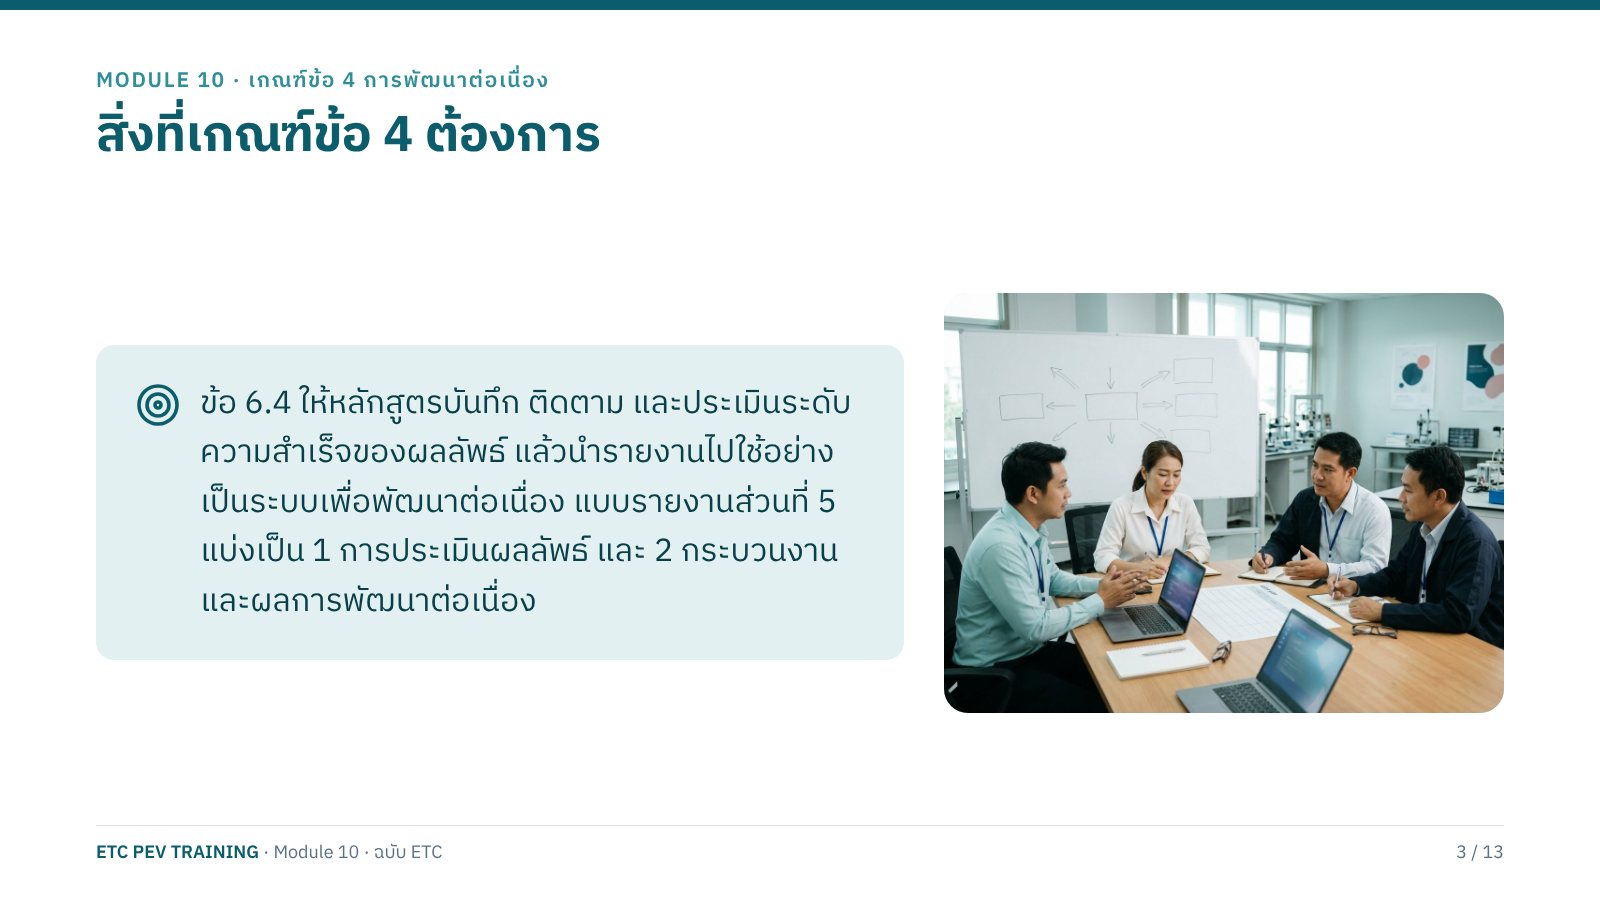 MODULE 10 · เกณฑ์ข้อ 4 การพัฒนาต่อเนื่อง
สิ่งที่เกณฑ์ข้อ 4 ต้องการ
ข้อ 6.4 ให้หลักสูตรบันทึก ติดตาม และประเมินระดับ
ความสำเร็จของผลลัพธ์ แล้วนำรายงานไปใช้อย่าง
เป็นระบบเพื่อพัฒนาต่อเนื่อง แบบรายงานส่วนที่ 5
แบ่งเป็น 1 การประเมินผลลัพธ์ และ 2 กระบวนงาน
และผลการพัฒนาต่อเนื่อง
ETC PEV TRAINING · Module 10 · ฉบับ ETC
3 / 13